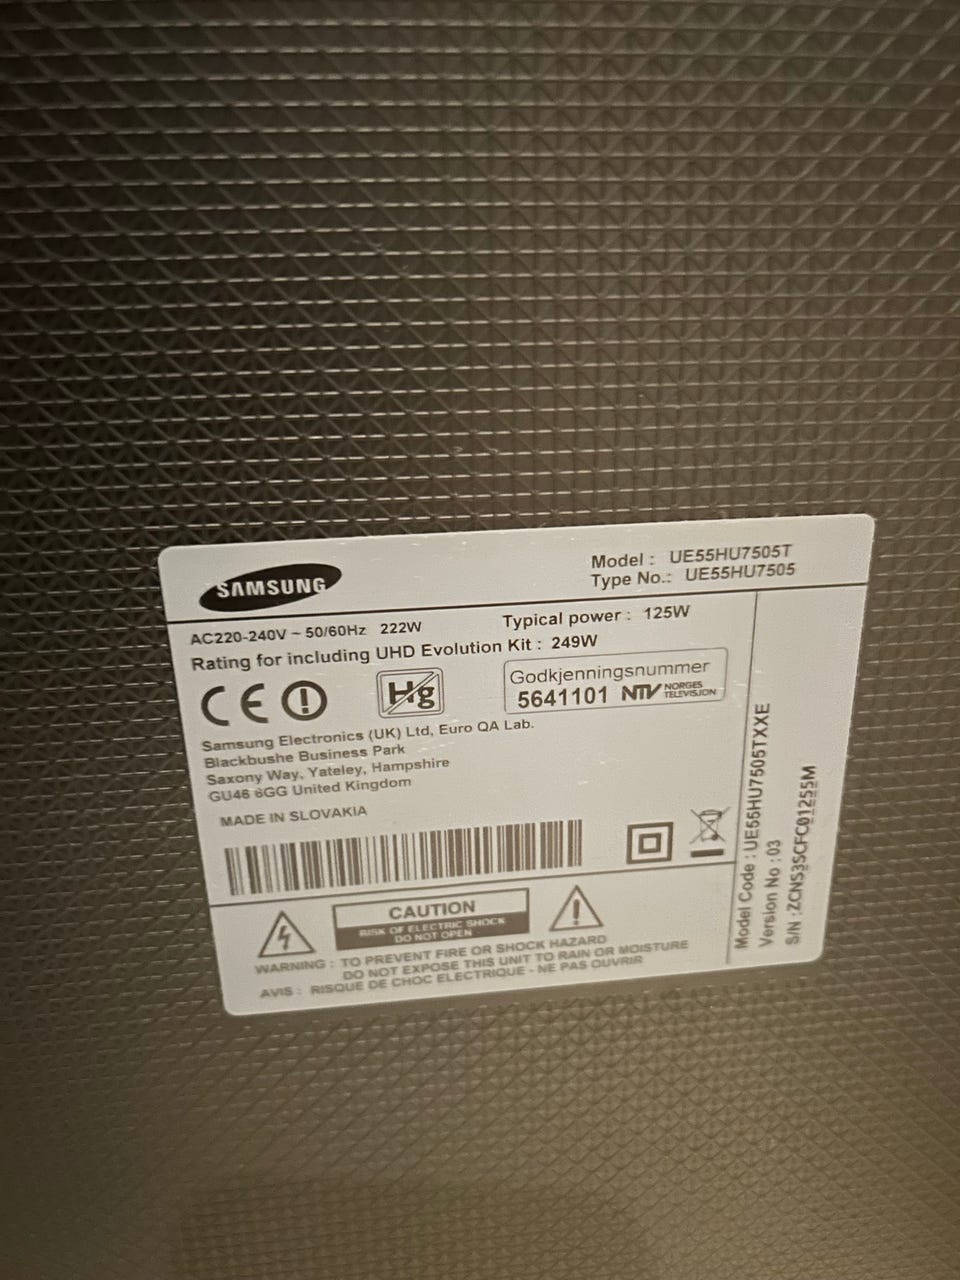 SAMSUNG
Model : UE55HU7505T
Type No.: UE55HU7505
AC220-240V ~ 50/60Hz 222W Typical power : 125W
Rating for including UHD Evolution Kit : 249W
CE
Hg
Godkjenningsnummer
5641101 NTV NORGES TELEVISJON
Samsung Electronics (UK) Ltd, Euro QA Lab.
Blackbushe Business Park
Saxony Way, Yateley, Hampshire
GU46 6GG United Kingdom
MADE IN SLOVAKIA
CAUTION
RISK OF ELECTRIC SHOCK
DO NOT OPEN
WARNING : TO PREVENT FIRE OR SHOCK HAZARD
DO NOT EXPOSE THIS UNIT TO RAIN OR MOISTURE
AVIS : RISQUE DE CHOC ELECTRIQUE - NE PAS OUVRIR
Model Code : UE55HU7505TXXE
Version No : 03
S/N : ZCNS3SCFC01255M